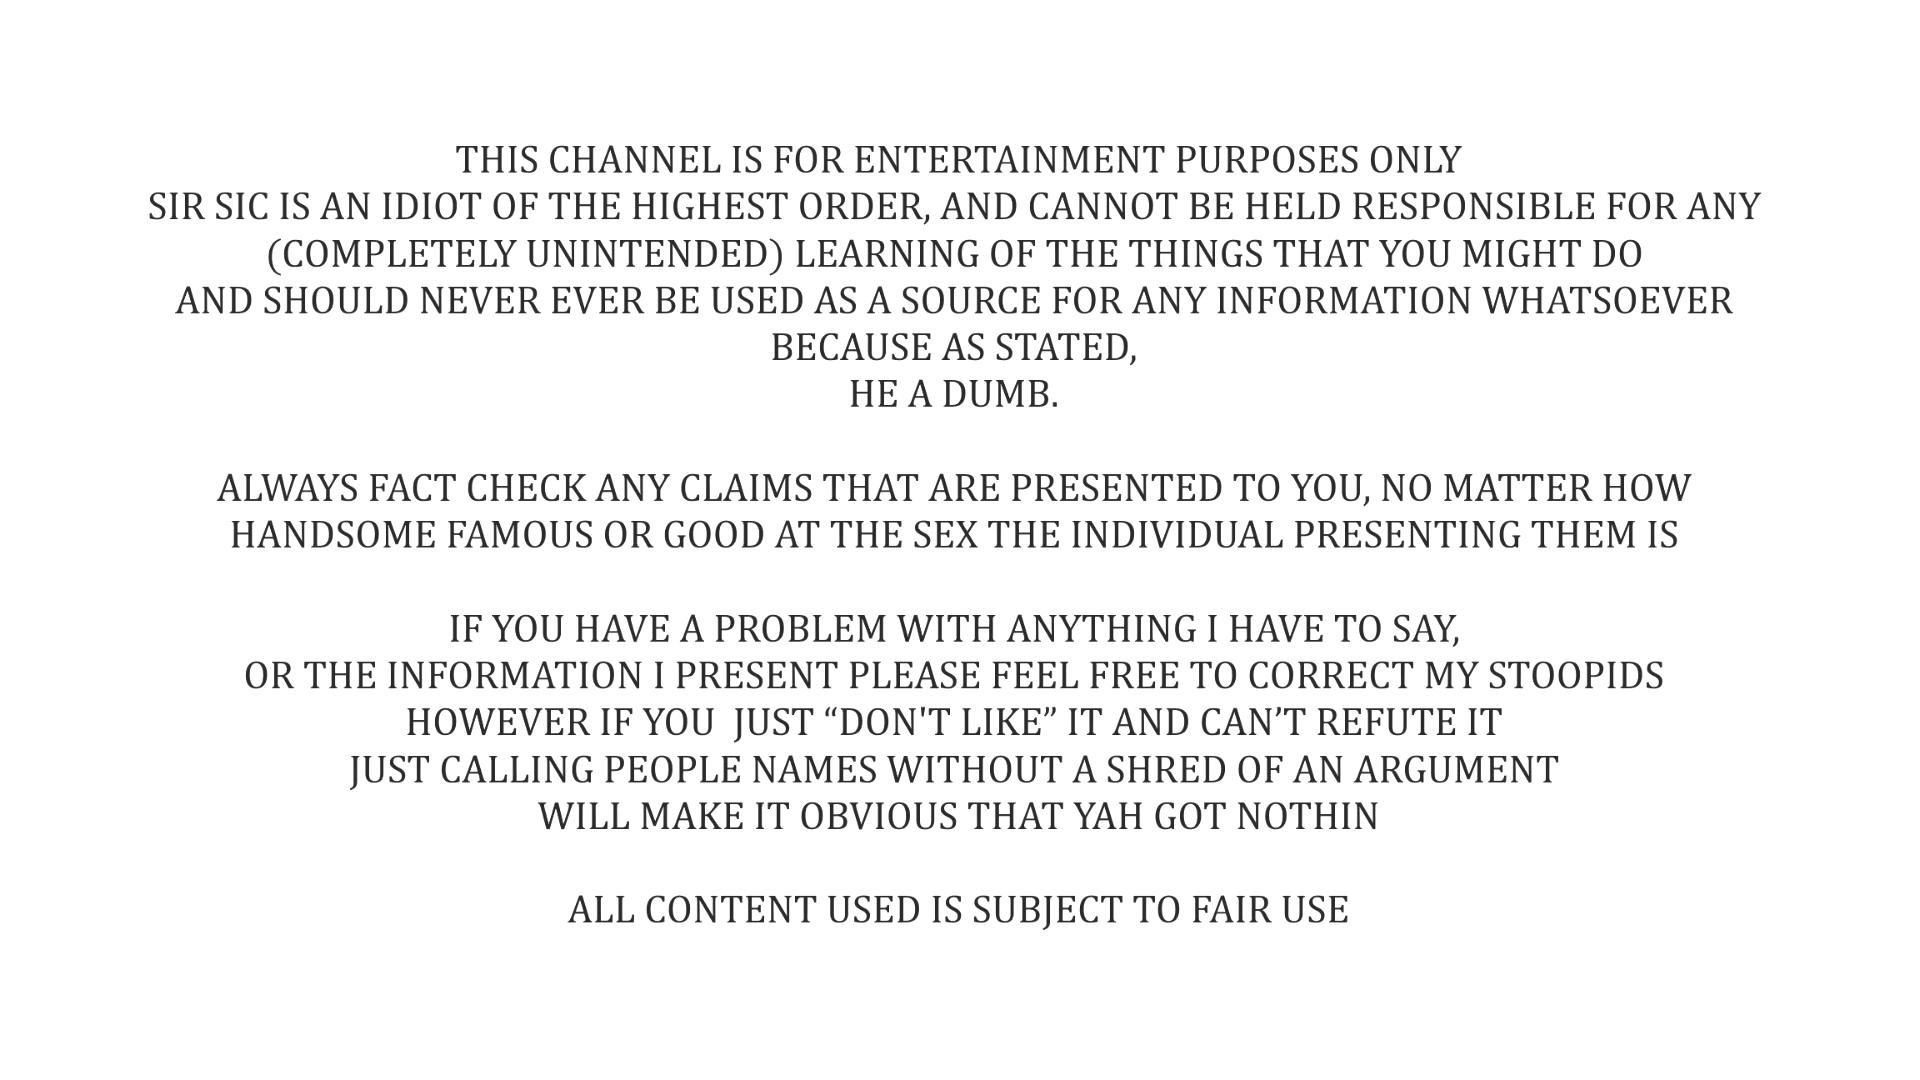 THIS CHANNEL IS FOR ENTERTAINMENT PURPOSES ONLY
SIR SIC IS AN IDIOT OF THE HIGHEST ORDER, AND CANNOT BE HELD RESPONSIBLE FOR ANY
(COMPLETELY UNINTENDED) LEARNING OF THE THINGS THAT YOU MIGHT DO
AND SHOULD NEVER EVER BE USED AS A SOURCE FOR ANY INFORMATION WHATSOEVER
BECAUSE AS STATED,
HE A DUMB.
ALWAYS FACT CHECK ANY CLAIMS THAT ARE PRESENTED TO YOU, NO MATTER HOW
HANDSOME FAMOUS OR GOOD AT THE SEX THE INDIVIDUAL PRESENTING THEM IS
IF YOU HAVE A PROBLEM WITH ANYTHING I HAVE TO SAY,
OR THE INFORMATION I PRESENT PLEASE FEEL FREE TO CORRECT MY STOOPIDS
HOWEVER IF YOU  JUST “DON'T LIKE” IT AND CAN’T REFUTE IT
JUST CALLING PEOPLE NAMES WITHOUT A SHRED OF AN ARGUMENT
WILL MAKE IT OBVIOUS THAT YAH GOT NOTHIN
ALL CONTENT USED IS SUBJECT TO FAIR USE